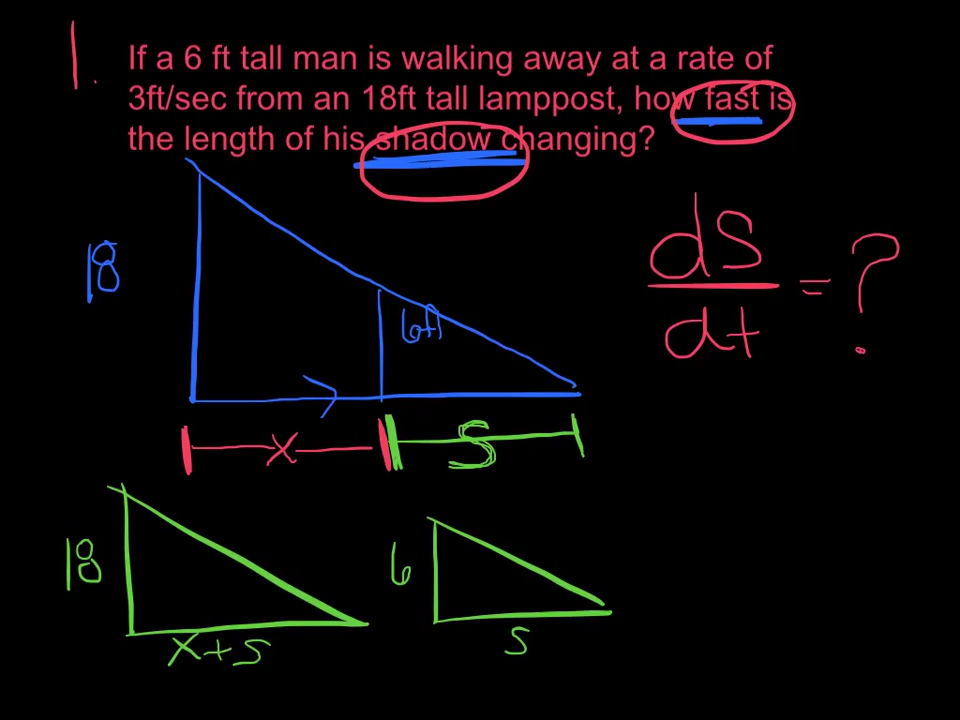 1.
If a 6 ft tall man is walking away at a rate of
3ft/sec from an 18ft tall lamppost, how fast is
the length of his shadow changing?
18
6ft
dS/dt = ?
x
S
18
x+s
6
s